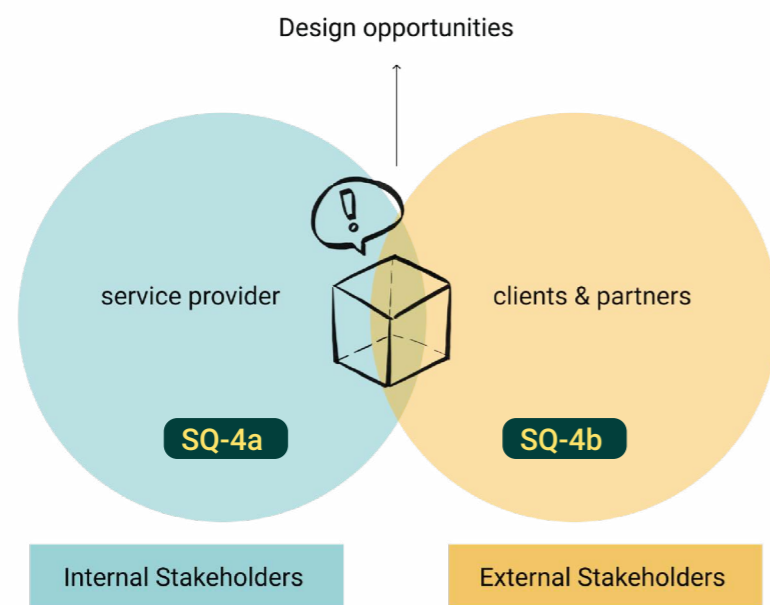 Design opportunities
!
service provider
clients & partners
SQ-4a
SQ-4b
Internal Stakeholders
External Stakeholders